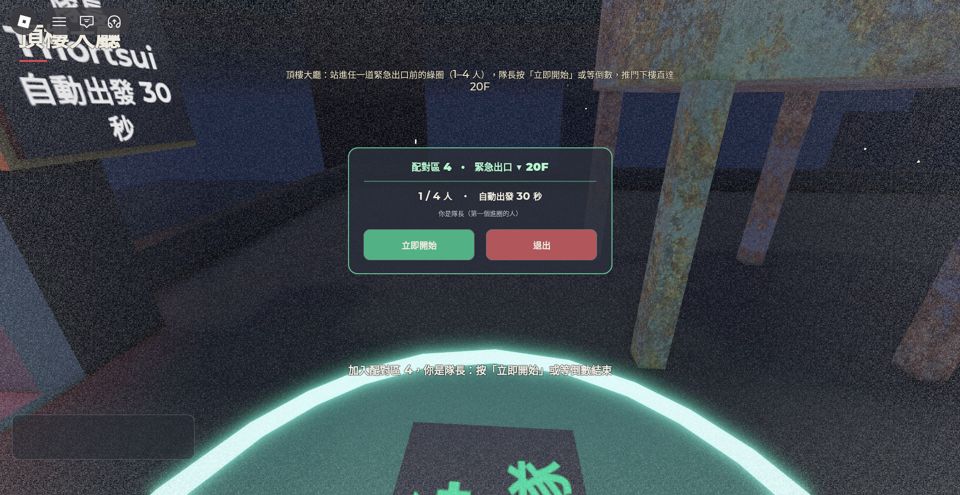 頂樓大廳
Yhortsui
自動出發 30
秒
頂樓大廳：站進任一道緊急出口前的綠圈（1–4 人），隊長按「立即開始」或等倒數，推門下樓直達
20F
配對區 4 • 緊急出口 ▼ 20F
1 / 4 人 • 自動出發 30 秒
你是隊長（第一個進圈的人）
立即開始
退出
加入配對區 4，你是隊長：按「立即開始」或等倒數結束